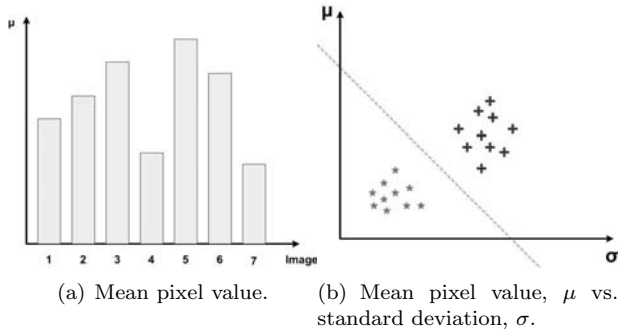 μ
1 2 3 4 5 6 7 Image
(a) Mean pixel value.
μ
σ
(b) Mean pixel value, μ vs.
standard deviation, σ.